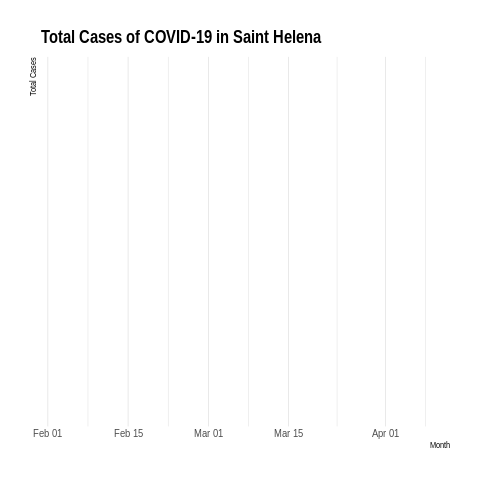 Total Cases of COVID-19 in Saint Helena
Total Cases
Feb 01 Feb 15 Mar 01 Mar 15 Apr 01
Month